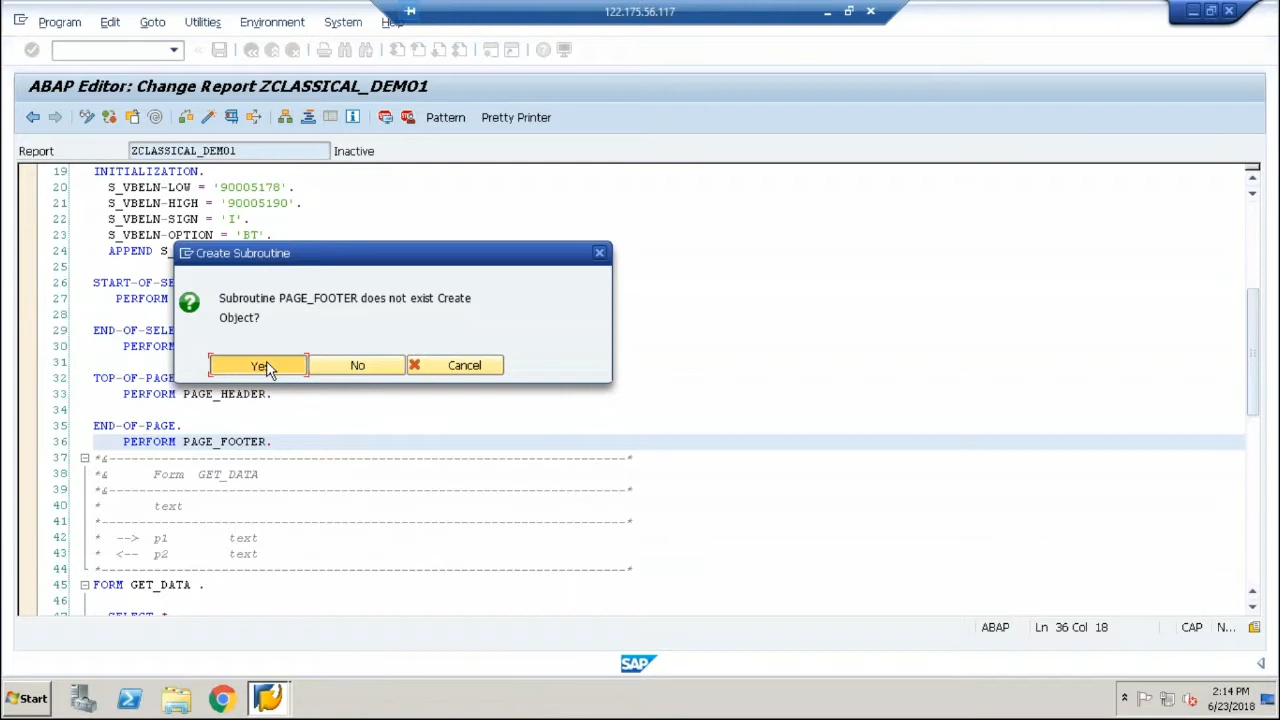 122.175.56.117
Program Edit Goto Utilities Environment System Help
ABAP Editor: Change Report ZCLASSICAL_DEMO1
Pattern Pretty Printer
Report ZCLASSICAL_DEMO1 Inactive
19 INITIALIZATION.
20 S_VBELN-LOW = '90005178'.
21 S_VBELN-HIGH = '90005190'.
22 S_VBELN-SIGN = 'I'.
23 S_VBELN-OPTION = 'BT'.
24 APPEND S_
25
26 START-OF-SE
27 PERFORM
28
29 END-OF-SELE
30 PERFORM
31
32 TOP-OF-PAGE
33 PERFORM PAGE_HEADER.
34
35 END-OF-PAGE.
36 PERFORM PAGE_FOOTER.
37 *&---------------------------------------------------------------------*
38 *& Form GET_DATA
39 *&---------------------------------------------------------------------*
40 * text
41 *----------------------------------------------------------------------*
42 * --> p1 text
43 * <-- p2 text
44 *----------------------------------------------------------------------*
45 FORM GET_DATA .
46
Create Subroutine
Subroutine PAGE_FOOTER does not exist Create
Object?
Yes No Cancel
ABAP Ln 36 Col 18 CAP N...
SAP
Start
2:14 PM
6/23/2018